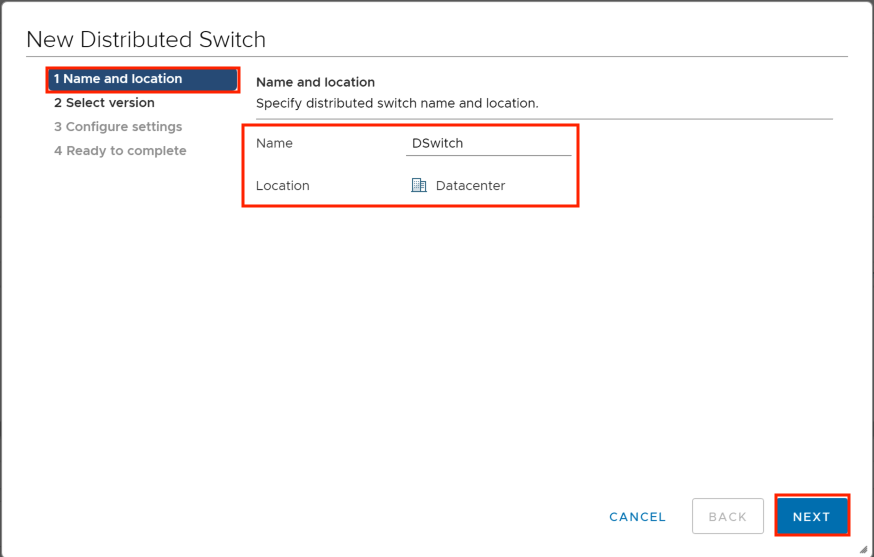 New Distributed Switch
1 Name and location
2 Select version
3 Configure settings
4 Ready to complete
Name and location
Specify distributed switch name and location.
Name DSwitch
Location Datacenter
CANCEL BACK NEXT